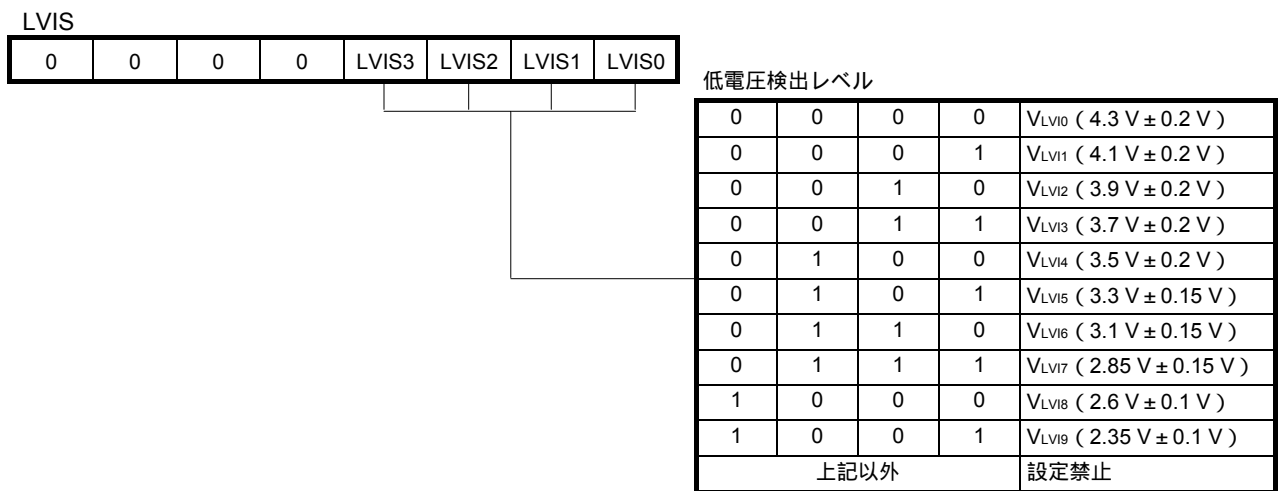 LVIS
0 0 0 0 LVIS3 LVIS2 LVIS1 LVIS0
低電圧検出レベル
0 0 0 0 VLVI0 ( 4.3 V ± 0.2 V )
0 0 0 1 VLVI1 ( 4.1 V ± 0.2 V )
0 0 1 0 VLVI2 ( 3.9 V ± 0.2 V )
0 0 1 1 VLVI3 ( 3.7 V ± 0.2 V )
0 1 0 0 VLVI4 ( 3.5 V ± 0.2 V )
0 1 0 1 VLVI5 ( 3.3 V ± 0.15 V )
0 1 1 0 VLVI6 ( 3.1 V ± 0.15 V )
0 1 1 1 VLVI7 ( 2.85 V ± 0.15 V )
1 0 0 0 VLVI8 ( 2.6 V ± 0.1 V )
1 0 0 1 VLVI9 ( 2.35 V ± 0.1 V )
上記以外 設定禁止